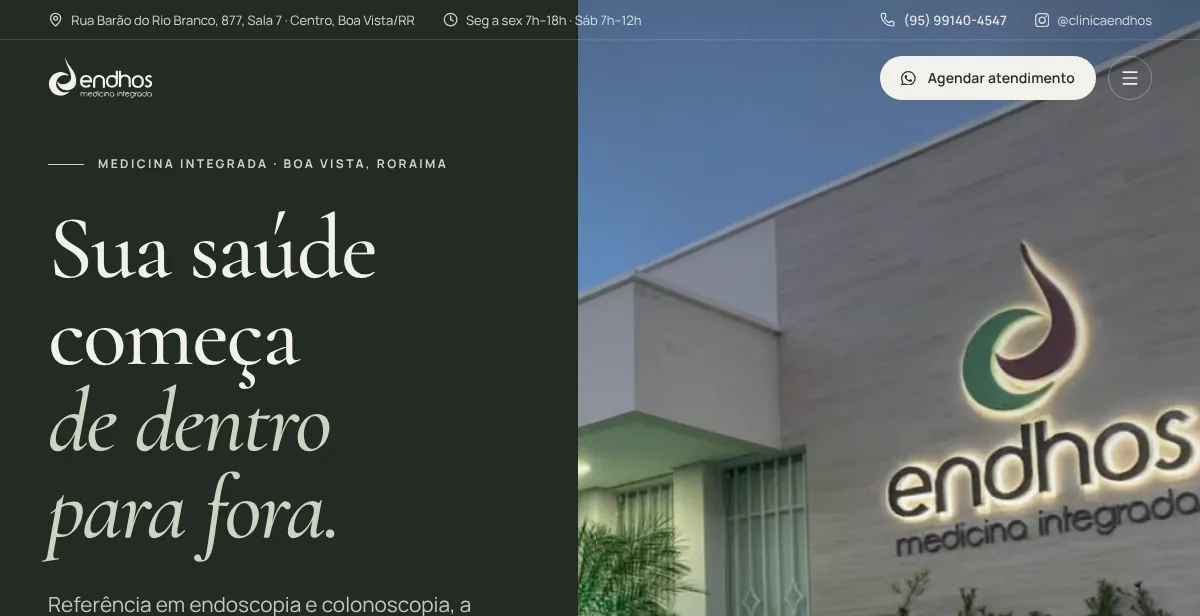 Rua Barão do Rio Branco, 877, Sala 7 · Centro, Boa Vista/RR
Seg a sex 7h–18h · Sáb 7h–12h
(95) 99140-4547
@clinicaendhos
endhos
medicina integrada
Agendar atendimento
MEDICINA INTEGRADA · BOA VISTA, RORAIMA
Sua saúde
começa
de dentro
para fora.
Referência em endoscopia e colonoscopia, a
endhos
medicina integrada